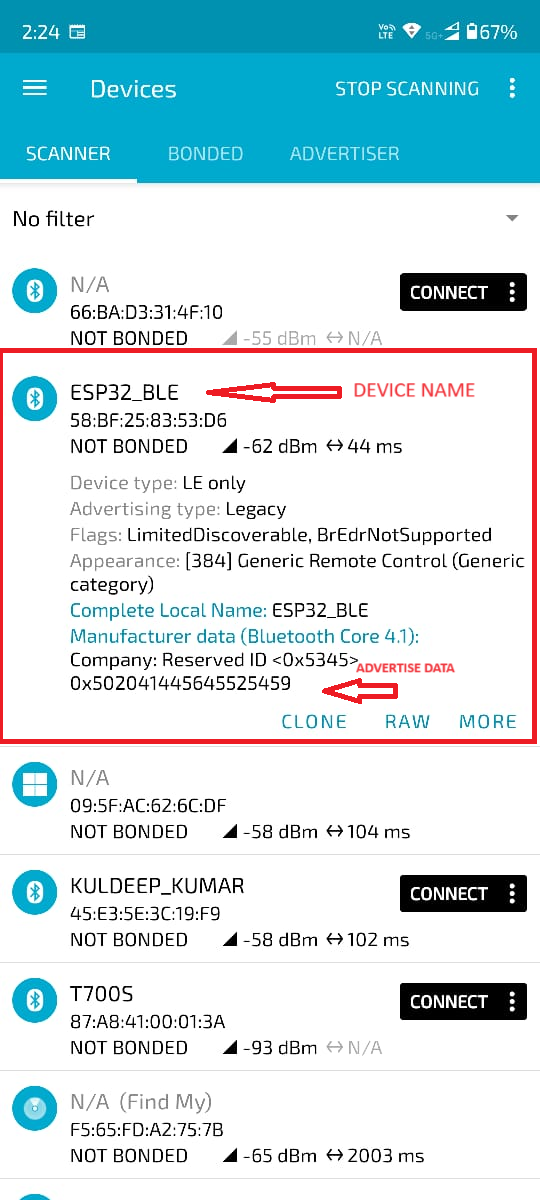 2:24 Vo) LTE 5G+ 67%
Devices STOP SCANNING
SCANNER BONDED ADVERTISER
No filter
N/A CONNECT
66:BA:D3:31:4F:10
NOT BONDED -55 dBm N/A
ESP32_BLE DEVICE NAME
58:BF:25:83:53:D6
NOT BONDED -62 dBm 44 ms
Device type: LE only
Advertising type: Legacy
Flags: LimitedDiscoverable, BrEdrNotSupported
Appearance: [384] Generic Remote Control (Generic
category)
Complete Local Name: ESP32_BLE
Manufacturer data (Bluetooth Core 4.1):
Company: Reserved ID <0x5345> ADVERTISE DATA
0x502041445645525459
CLONE RAW MORE
N/A
09:5F:AC:62:6C:DF
NOT BONDED -58 dBm 104 ms
KULDEEP_KUMAR CONNECT
45:E3:5E:3C:19:F9
NOT BONDED -58 dBm 102 ms
T700S CONNECT
87:A8:41:00:01:3A
NOT BONDED -93 dBm N/A
N/A (Find My)
F5:65:FD:A2:75:7B
NOT BONDED -65 dBm 2003 ms